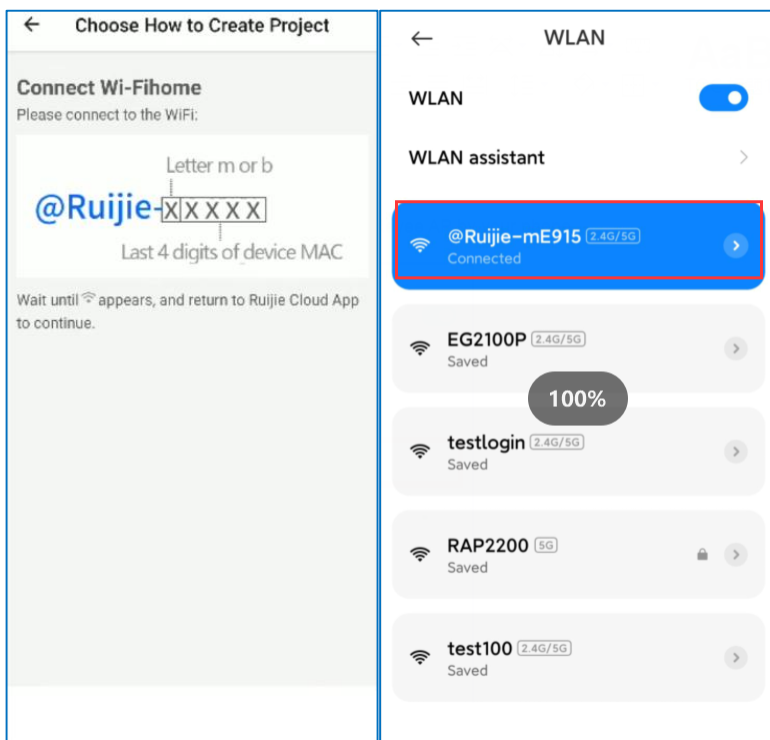 Choose How to Create Project
Connect Wi-Fihome
Please connect to the WiFi:
Letter m or b
@Ruijie-XXXXX
Last 4 digits of device MAC
Wait until appears, and return to Ruijie Cloud App
to continue.
WLAN
WLAN
WLAN assistant
@Ruijie-mE915 2.4G/5G
Connected
EG2100P 2.4G/5G
Saved
100%
testlogin 2.4G/5G
Saved
RAP2200 5G
Saved
test100 2.4G/5G
Saved